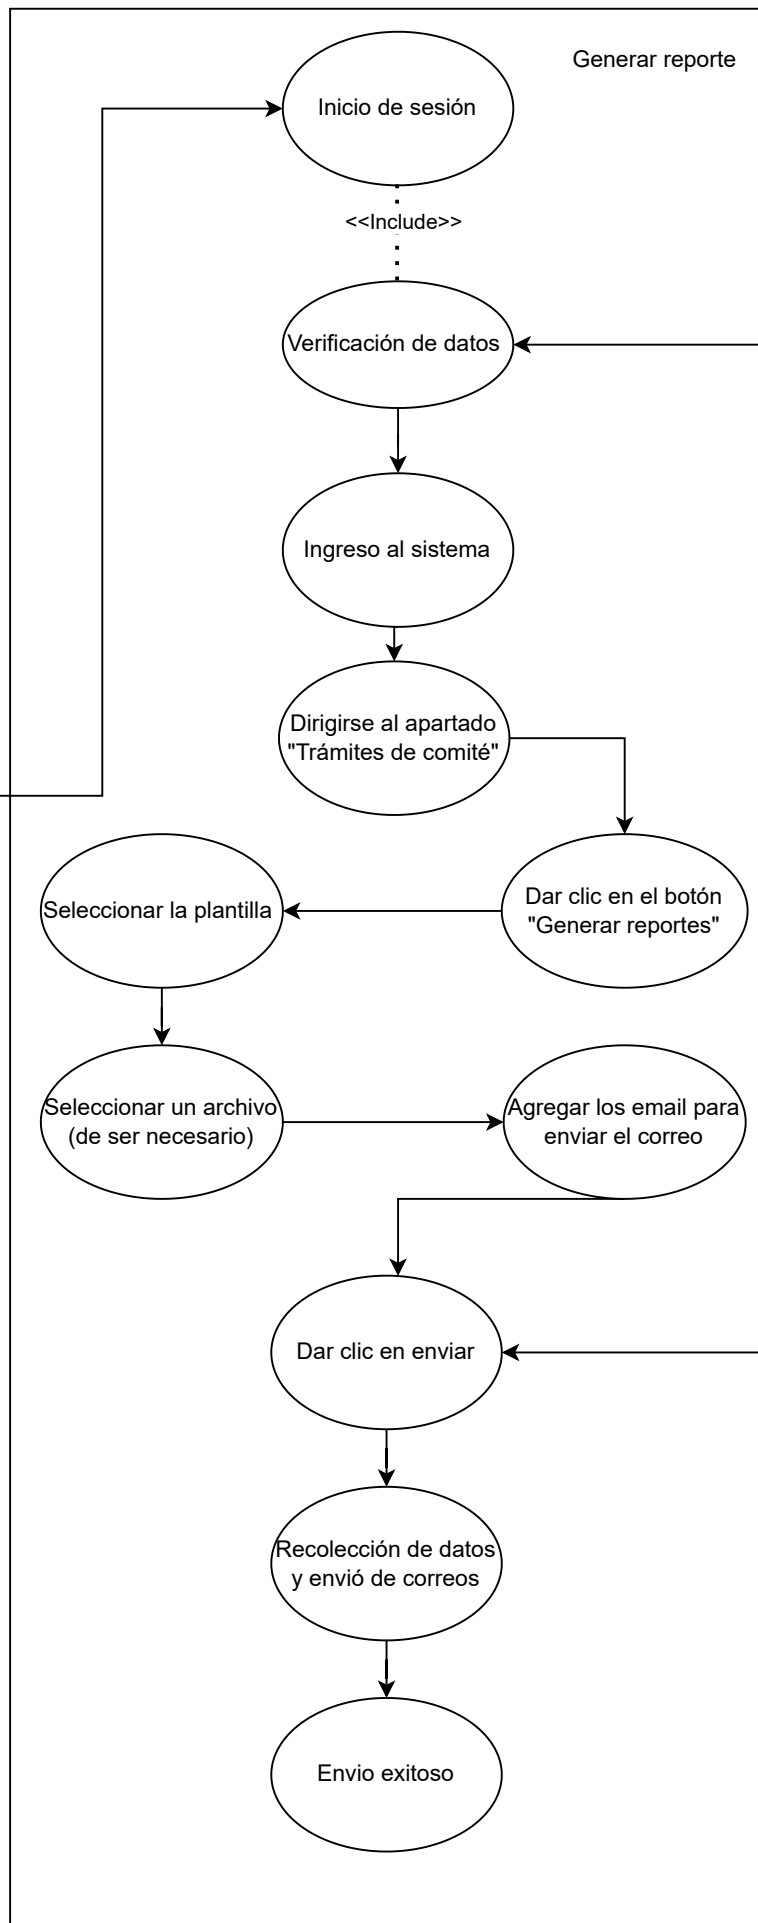 Generar reporte
Inicio de sesión
<<Include>>
Verificación de datos
Ingreso al sistema
Dirigirse al apartado
"Trámites de comité"
Dar clic en el botón
"Generar reportes"
Seleccionar la plantilla
Seleccionar un archivo
(de ser necesario)
Agregar los email para
enviar el correo
Dar clic en enviar
Recolección de datos
y envió de correos
Envio exitoso